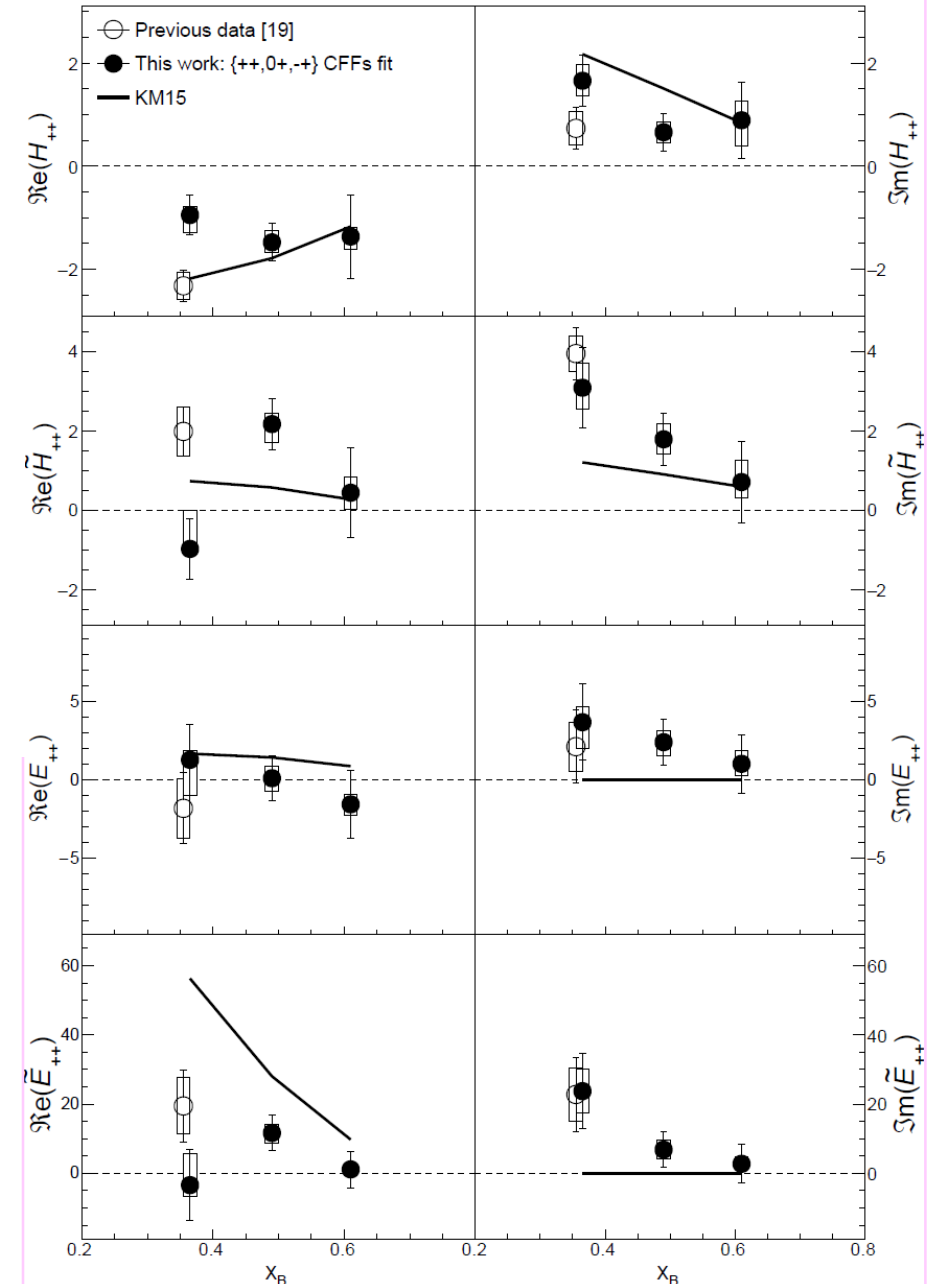 Previous data [19]
This work: {++,0+,-+} CFFs fit
KM15
ℜe(H₊₊)
2
0
−2
ℑm(H₊₊)
2
0
−2
ℜe(H̃₊₊)
4
2
0
−2
ℑm(H̃₊₊)
4
2
0
−2
ℜe(E₊₊)
5
0
−5
ℑm(E₊₊)
5
0
−5
ℜe(Ẽ₊₊)
60
40
20
0
ℑm(Ẽ₊₊)
60
40
20
0
0.2 0.4 0.6 0.2 0.4 0.6 0.8
X_B X_B